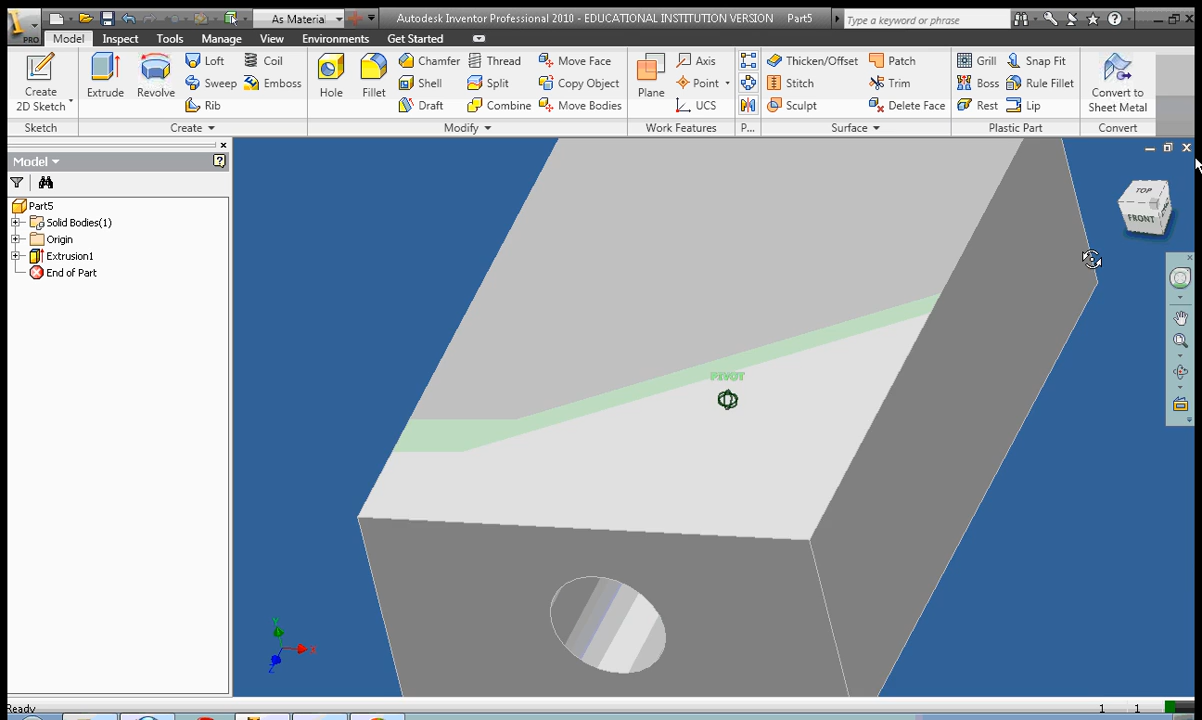 PRO
As Material
Autodesk Inventor Professional 2010 - EDUCATIONAL INSTITUTION VERSION Part5
Type a keyword or phrase
Model Inspect Tools Manage View Environments Get Started
Create
2D Sketch
Extrude
Revolve
Loft
Coil
Sweep
Emboss
Rib
Hole
Fillet
Chamfer
Thread
Move Face
Shell
Split
Copy Object
Draft
Combine
Move Bodies
Plane
Axis
Point
UCS
Thicken/Offset
Patch
Stitch
Trim
Sculpt
Delete Face
Grill
Snap Fit
Boss
Rule Fillet
Rest
Lip
Convert to
Sheet Metal
Sketch
Create
Modify
Work Features
P...
Surface
Plastic Part
Convert
Model
Part5
Solid Bodies(1)
Origin
Extrusion1
End of Part
TOP
FRONT
PIVOT
Y
X
Z
Ready
1 1